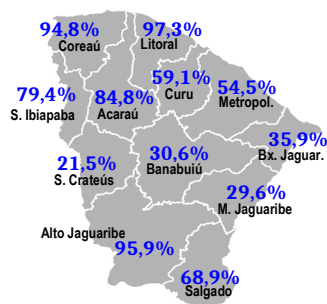 94,8%
Coreaú
97,3%
Litoral
59,1%
Curu
54,5%
Metropol.
79,4%
S. Ibiapaba
84,8%
Acaraú
35,9%
Bx. Jaguar.
21,5%
S. Crateús
30,6%
Banabuiú
29,6%
M. Jaguaribe
Alto Jaguaribe
95,9%
68,9%
Salgado